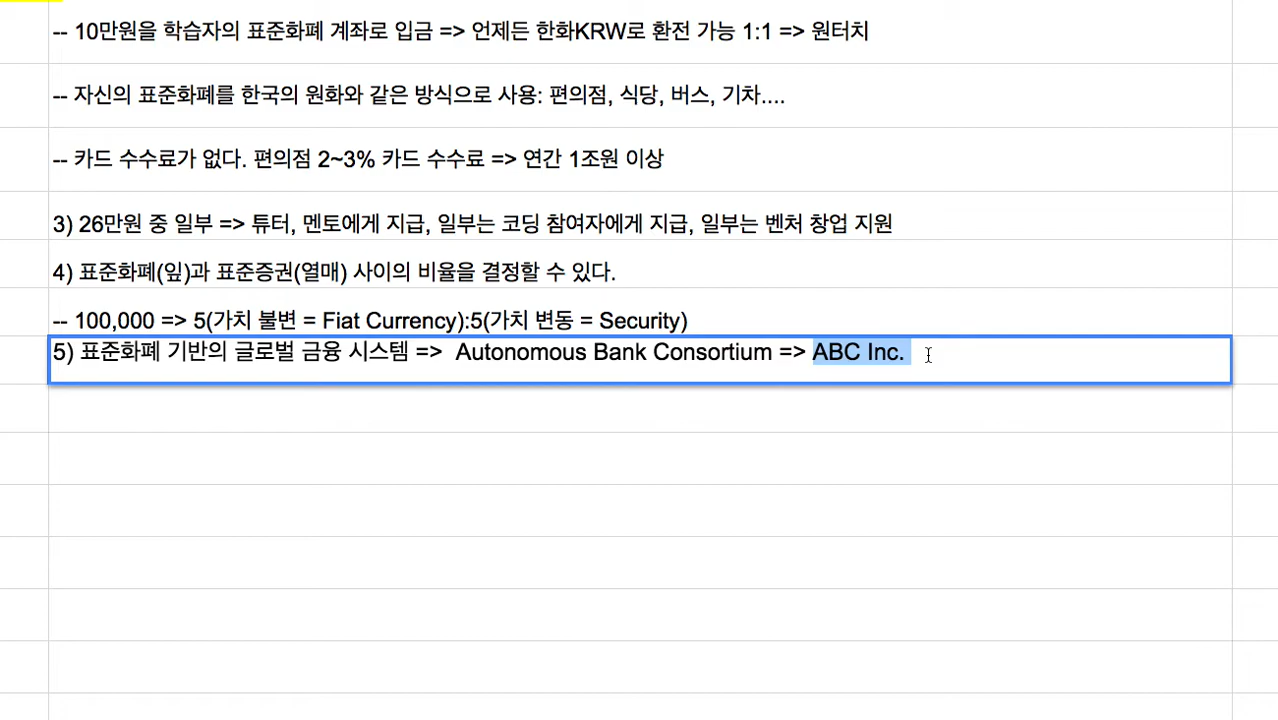 -- 10만원을 학습자의 표준화폐 계좌로 입금 => 언제든 한화KRW로 환전 가능 1:1 => 원터치
-- 자신의 표준화폐를 한국의 원화와 같은 방식으로 사용: 편의점, 식당, 버스, 기차....
-- 카드 수수료가 없다. 편의점 2~3% 카드 수수료 => 연간 1조원 이상
3) 26만원 중 일부 => 튜터, 멘토에게 지급, 일부는 코딩 참여자에게 지급, 일부는 벤처 창업 지원
4) 표준화폐(잎)과 표준증권(열매) 사이의 비율을 결정할 수 있다.
-- 100,000 => 5(가치 불변 = Fiat Currency):5(가치 변동 = Security)
5) 표준화폐 기반의 글로벌 금융 시스템 =>  Autonomous Bank Consortium => ABC Inc.